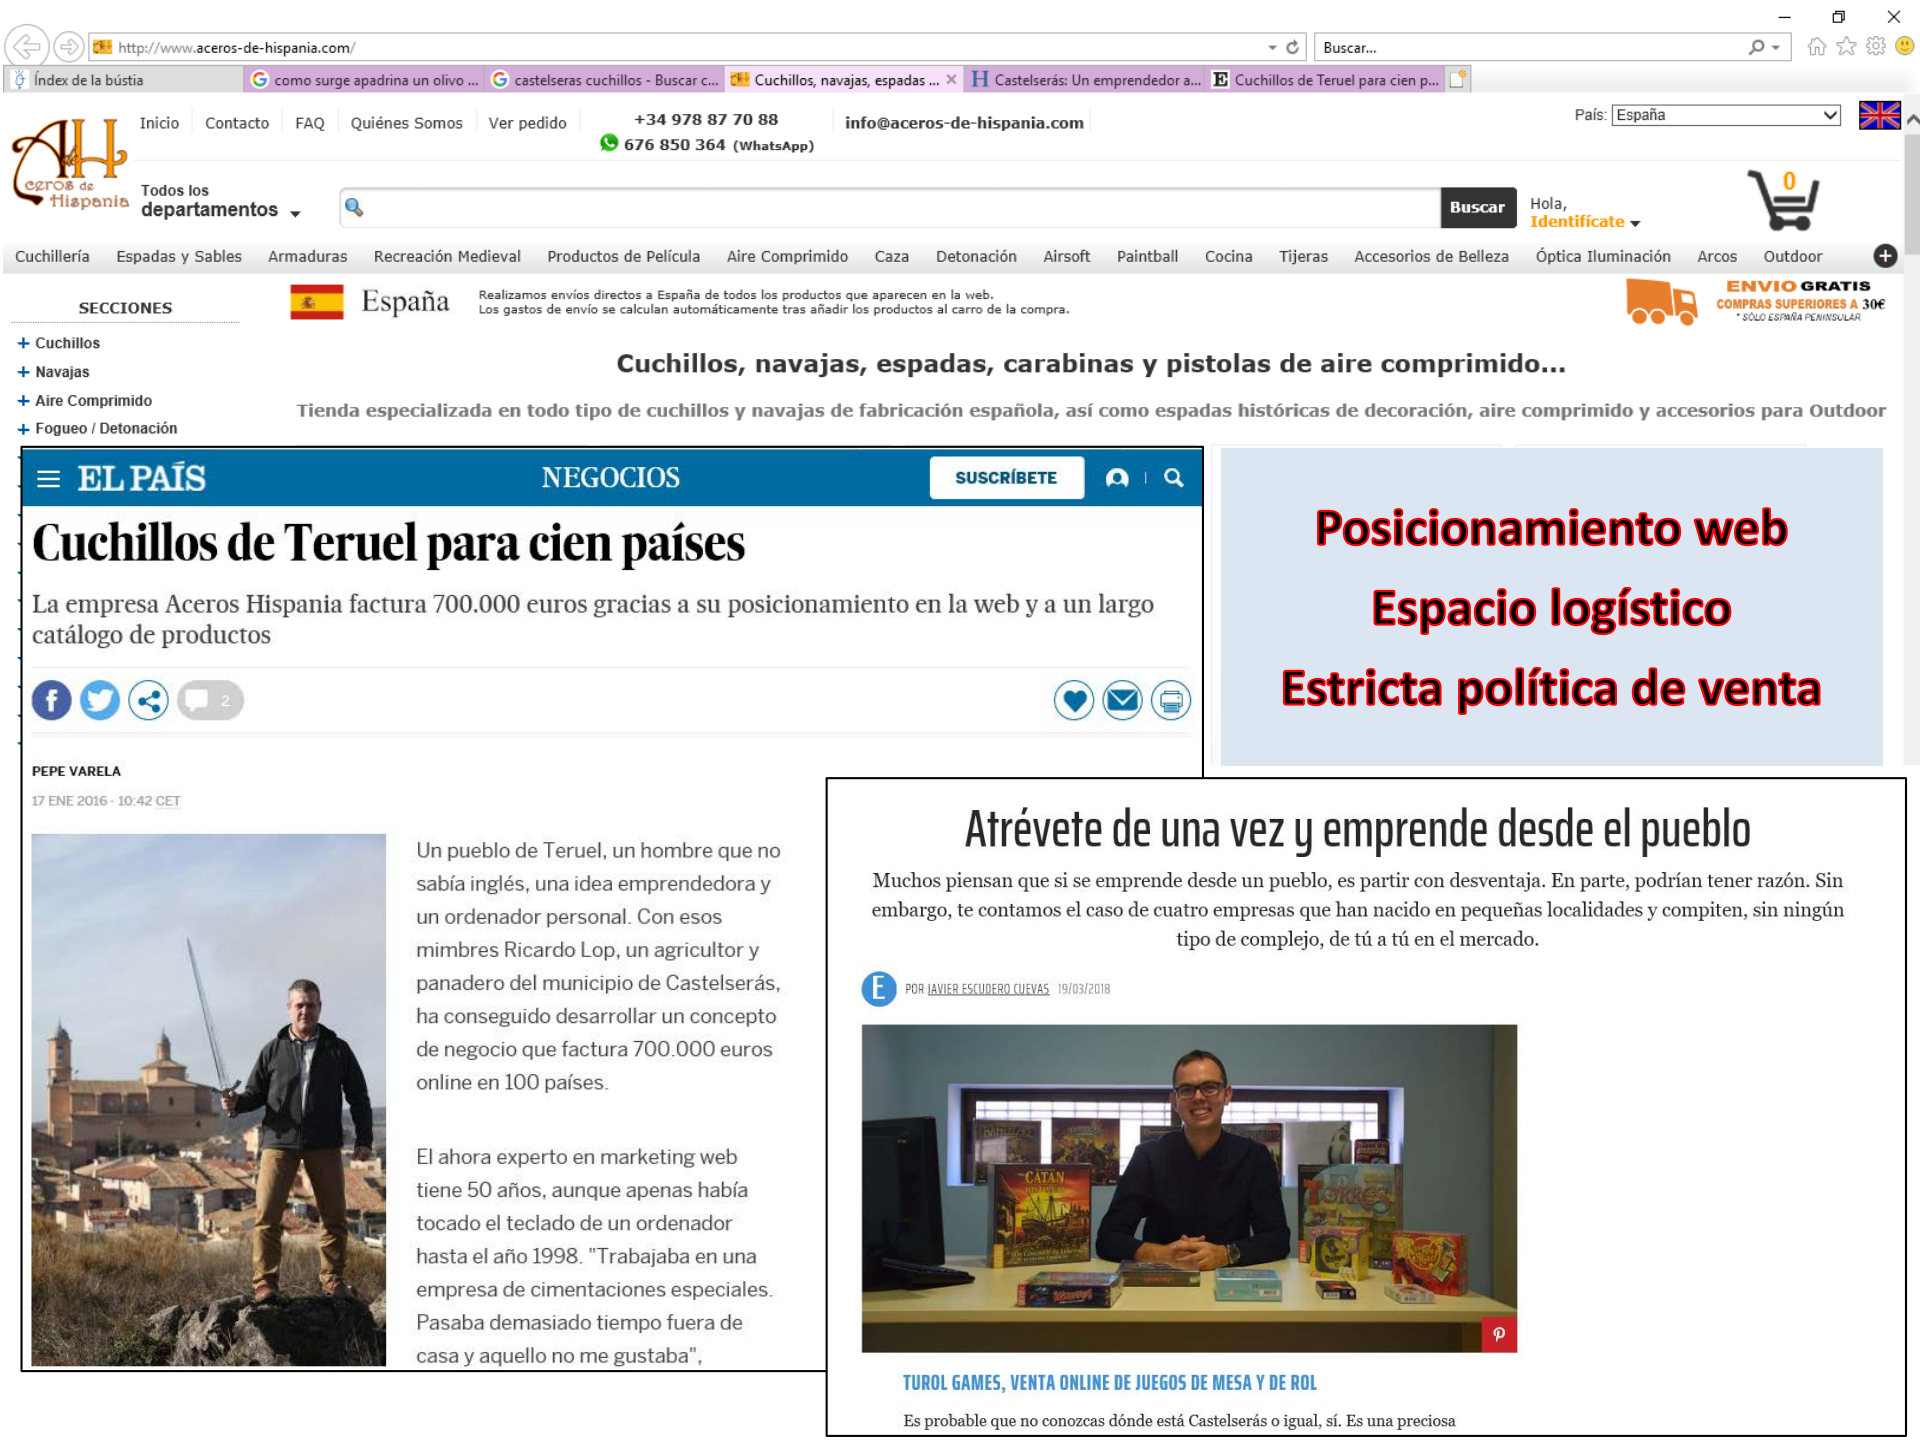 http://www.aceros-de-hispania.com/
Buscar...
Índex de la bústia
como surge apadrina un olivo ...
castelseras cuchillos - Buscar c...
Cuchillos, navajas, espadas ...
Castelserás: Un emprendedor a...
Cuchillos de Teruel para cien p...
Inicio Contacto FAQ Quiénes Somos Ver pedido
+34 978 87 70 88
676 850 364 (WhatsApp)
info@aceros-de-hispania.com
País: España
AH
de
Aceros de
Hispania
Todos los
departamentos
Buscar
Hola,
Identifícate
0
Cuchillería Espadas y Sables Armaduras Recreación Medieval Productos de Película Aire Comprimido Caza Detonación Airsoft Paintball Cocina Tijeras Accesorios de Belleza Óptica Iluminación Arcos Outdoor
SECCIONES
España
Realizamos envíos directos a España de todos los productos que aparecen en la web.
Los gastos de envío se calculan automáticamente tras añadir los productos al carro de la compra.
ENVIO GRATIS
COMPRAS SUPERIORES A 30€
* SÓLO ESPAÑA PENINSULAR
+ Cuchillos
+ Navajas
+ Aire Comprimido
+ Fogueo / Detonación
Cuchillos, navajas, espadas, carabinas y pistolas de aire comprimido...
Tienda especializada en todo tipo de cuchillos y navajas de fabricación española, así como espadas históricas de decoración, aire comprimido y accesorios para Outdoor
EL PAÍS
NEGOCIOS
SUSCRÍBETE
Cuchillos de Teruel para cien países
La empresa Aceros Hispania factura 700.000 euros gracias a su posicionamiento en la web y a un largo
catálogo de productos
2
PEPE VARELA
17 ENE 2016 - 10:42 CET
Un pueblo de Teruel, un hombre que no
sabía inglés, una idea emprendedora y
un ordenador personal. Con esos
mimbres Ricardo Lop, un agricultor y
panadero del municipio de Castelserás,
ha conseguido desarrollar un concepto
de negocio que factura 700.000 euros
online en 100 países.
El ahora experto en marketing web
tiene 50 años, aunque apenas había
tocado el teclado de un ordenador
hasta el año 1998. "Trabajaba en una
empresa de cimentaciones especiales.
Pasaba demasiado tiempo fuera de
casa y aquello no me gustaba",
Posicionamiento web
Espacio logístico
Estricta política de venta
Atrévete de una vez y emprende desde el pueblo
Muchos piensan que si se emprende desde un pueblo, es partir con desventaja. En parte, podrían tener razón. Sin
embargo, te contamos el caso de cuatro empresas que han nacido en pequeñas localidades y compiten, sin ningún
tipo de complejo, de tú a tú en el mercado.
E
POR JAVIER ESCUDERO CUEVAS 19/03/2018
CATAN
TORRES
TUROL GAMES, VENTA ONLINE DE JUEGOS DE MESA Y DE ROL
Es probable que no conozcas dónde está Castelserás o igual, sí. Es una preciosa